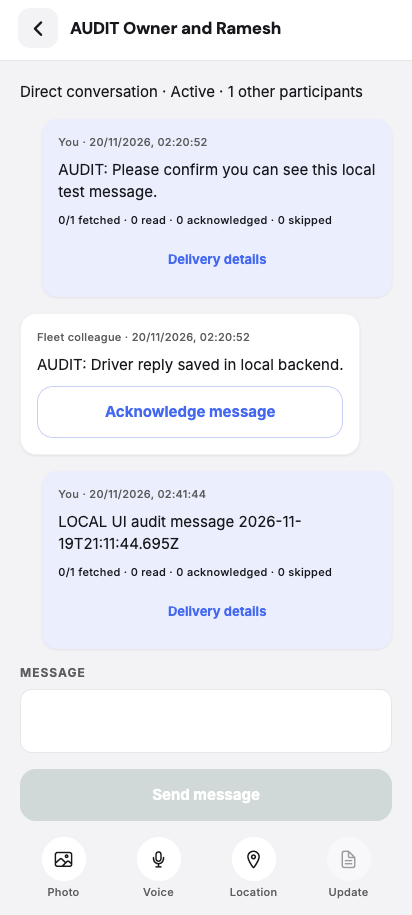 AUDIT Owner and Ramesh
Direct conversation · Active · 1 other participants
You · 20/11/2026, 02:20:52
AUDIT: Please confirm you can see this local
test message.
0/1 fetched · 0 read · 0 acknowledged · 0 skipped
Delivery details
Fleet colleague · 20/11/2026, 02:20:52
AUDIT: Driver reply saved in local backend.
Acknowledge message
You · 20/11/2026, 02:41:44
LOCAL UI audit message 2026-11-
19T21:11:44.695Z
0/1 fetched · 0 read · 0 acknowledged · 0 skipped
Delivery details
MESSAGE
Send message
Photo
Voice
Location
Update